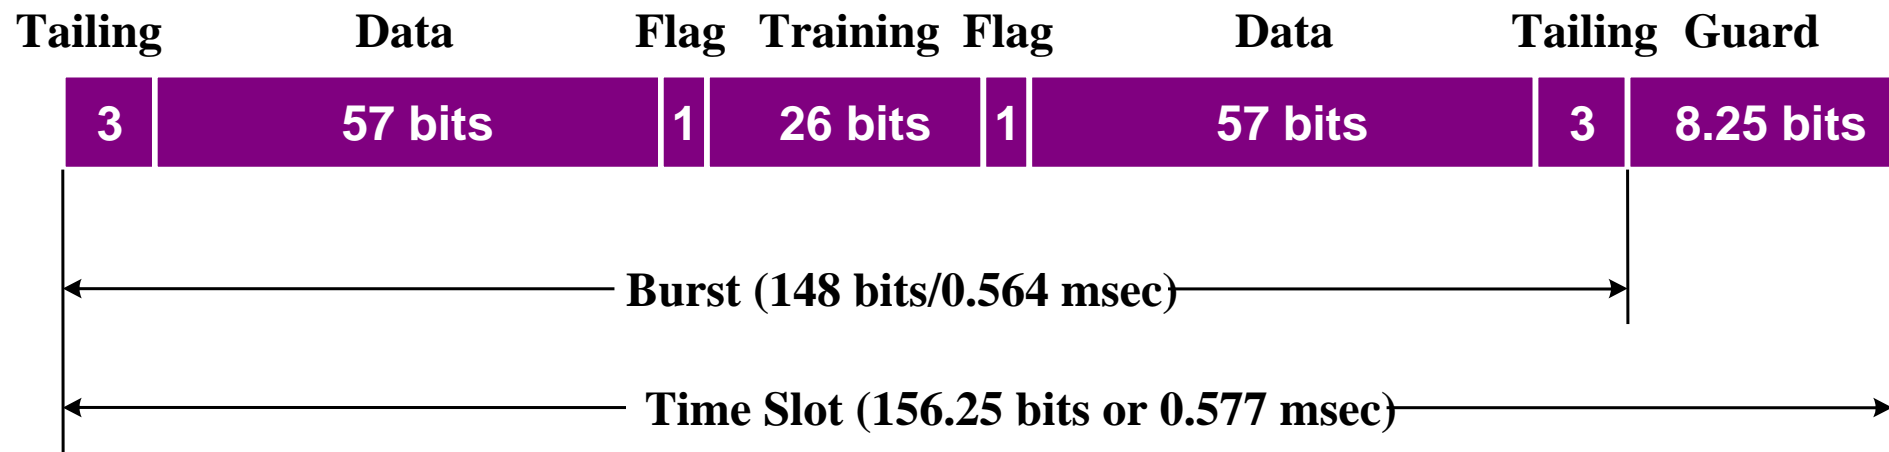 Tailing Data Flag Training Flag Data Tailing Guard
3 57 bits 1 26 bits 1 57 bits 3 8.25 bits
Burst (148 bits/0.564 msec)
Time Slot (156.25 bits or 0.577 msec)